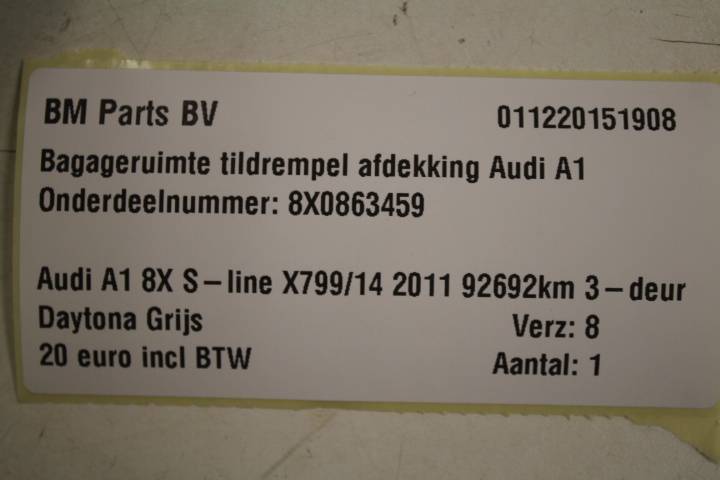 BM Parts BV 011220151908
Bagageruimte tildrempel afdekking Audi A1
Onderdeelnummer: 8X0863459
Audi A1 8X S-line X799/14 2011 92692km 3-deur
Daytona Grijs Verz: 8
20 euro incl BTW Aantal: 1